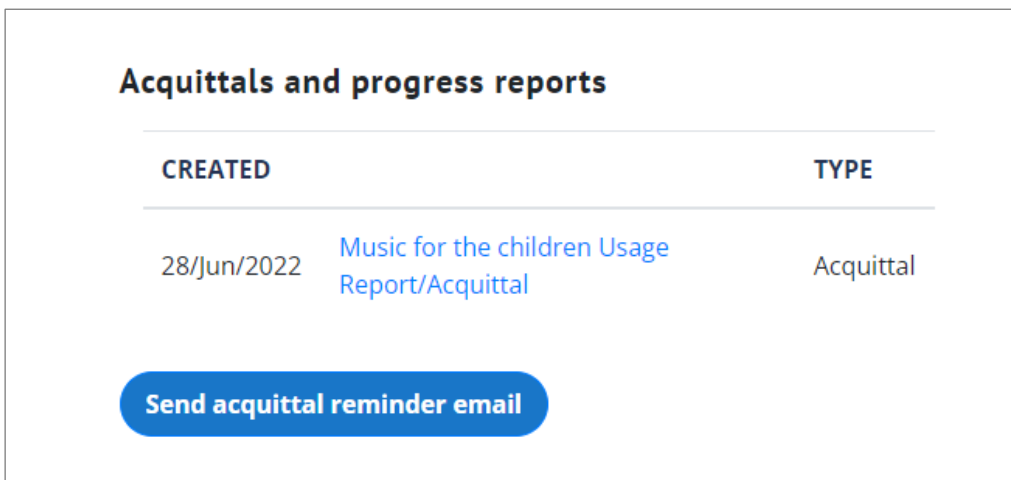 Acquittals and progress reports
CREATED TYPE
28/Jun/2022 Music for the children Usage Report/Acquittal Acquittal
Send acquittal reminder email